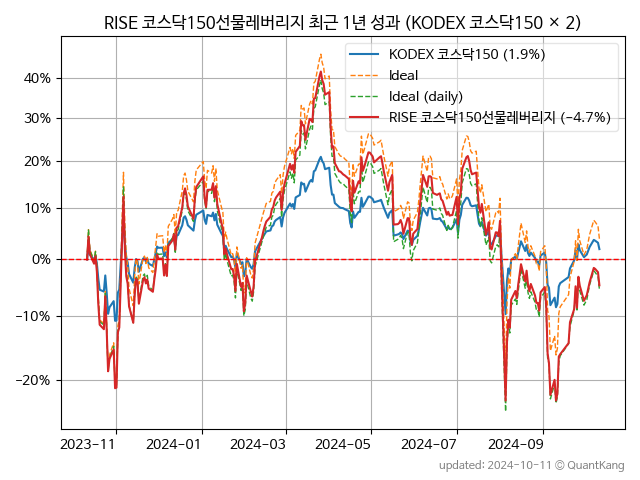 RISE 코스닥150선물레버리지 최근 1년 성과 (KODEX 코스닥150 × 2)
KODEX 코스닥150 (1.9%)
Ideal
Ideal (daily)
RISE 코스닥150선물레버리지 (−4.7%)
40%
30%
20%
10%
0%
−10%
−20%
2023-11 2024-01 2024-03 2024-05 2024-07 2024-09
updated: 2024-10-11 © QuantKang